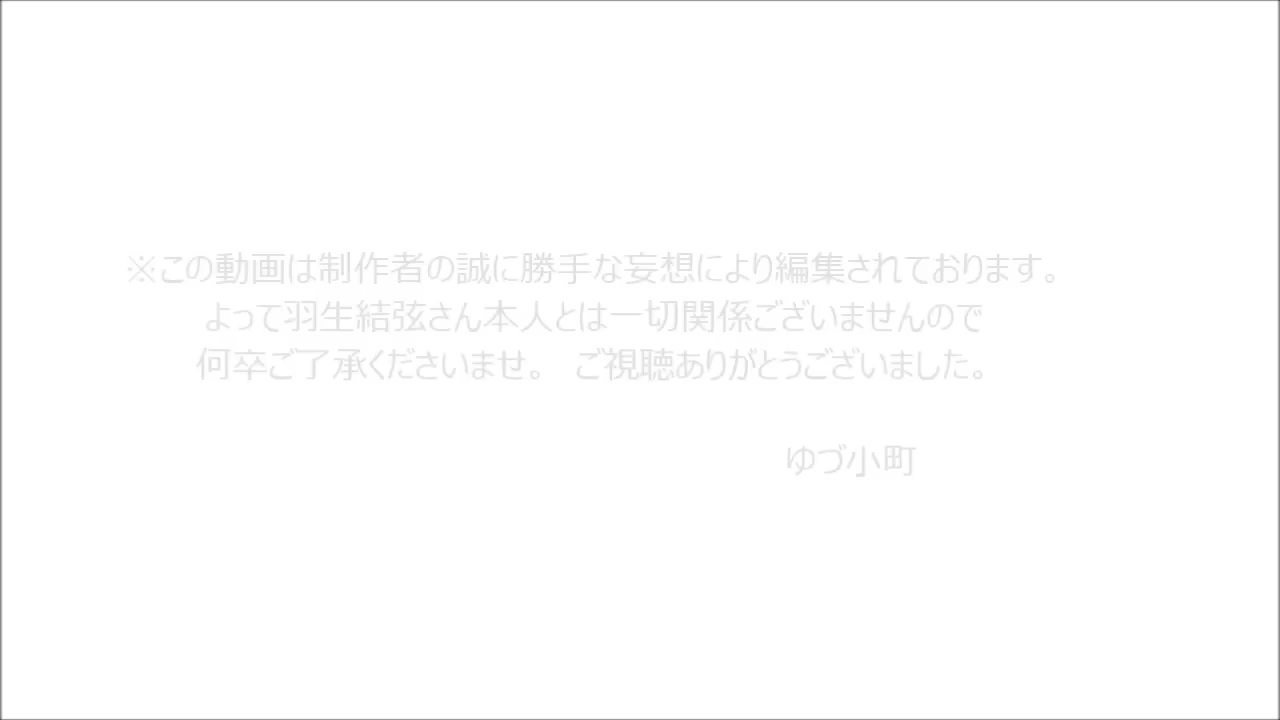 ※この動画は制作者の誠に勝手な妄想により編集されております。
よって羽生結弦さん本人とは一切関係ございませんので
何卒ご了承くださいませ。 ご視聴ありがとうございました。
ゆづ小町